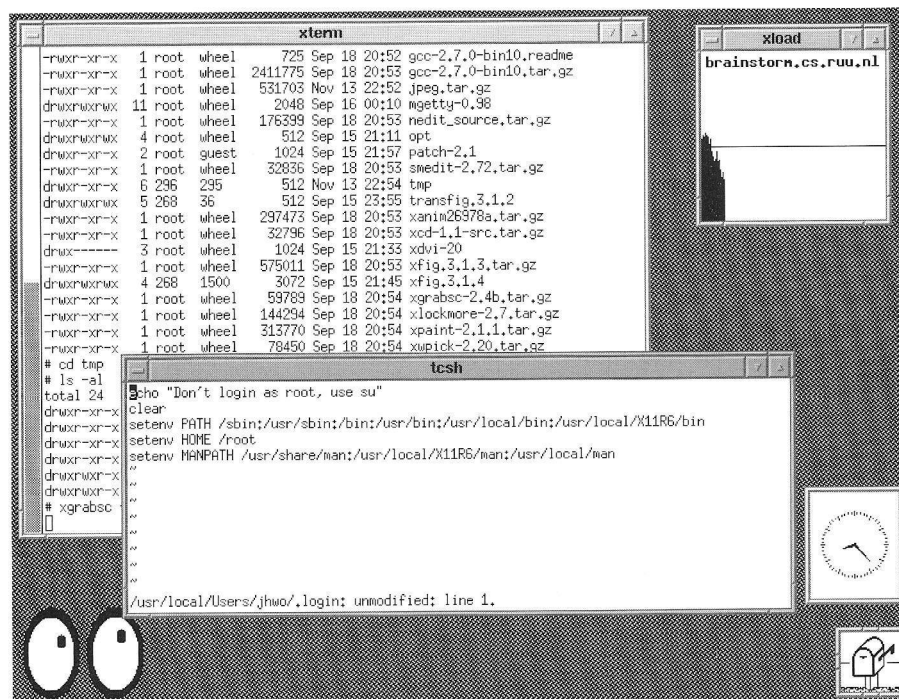 xterm
-rwxr-xr-x 1 root wheel 725 Sep 18 20:52 gcc-2.7.0-bin10.readme
-rwxr-xr-x 1 root wheel 2411775 Sep 18 20:53 gcc-2.7.0-bin10.tar.gz
-rwxr-xr-x 1 root wheel 531703 Nov 13 22:52 jpeg.tar.gz
drwxrwxrwx 11 root wheel 2048 Sep 16 00:10 mgetty-0.98
-rwxr-xr-x 1 root wheel 176399 Sep 18 20:53 nedit_source.tar.gz
drwxrwxrwx 4 root wheel 512 Sep 15 21:11 opt
drwxr-xr-x 2 root guest 1024 Sep 15 21:57 patch-2.1
-rwxr-xr-x 1 root wheel 32836 Sep 18 20:53 smedit-2.72.tar.gz
drwxr-xr-x 6 296 295 512 Nov 13 22:54 tmp
drwxrwxrwx 5 268 36 512 Sep 15 23:55 transfig.3.1.2
-rwxr-xr-x 1 root wheel 297473 Sep 18 20:53 xanim26978a.tar.gz
-rwxr-xr-x 1 root wheel 32796 Sep 18 20:53 xcd-1.1-src.tar.gz
drwx------ 3 root wheel 1024 Sep 15 21:33 xdvi-20
-rwxr-xr-x 1 root wheel 575011 Sep 18 20:53 xfig.3.1.3.tar.gz
drwxrwxrwx 4 268 1500 3072 Sep 15 21:45 xfig.3.1.4
-rwxr-xr-x 1 root wheel 59789 Sep 18 20:54 xgrabsc-2.4b.tar.gz
-rwxr-xr-x 1 root wheel 144294 Sep 18 20:54 xlockmore-2.7.tar.gz
-rwxr-xr-x 1 root wheel 313770 Sep 18 20:54 xpaint-2.1.1.tar.gz
-rwxr-xr-x 1 root wheel 78450 Sep 18 20:54 xwpick-2.20.tar.gz
# cd tmp
# ls -al
total 24
drwxr-xr-x
drwxr-xr-x
drwxr-xr-x
drwxr-xr-x
drwxrwxr-x
drwxrwxr-x
# xgrabsc
xload
brainstorm.cs.ruu.nl
tcsh
echo "Don't login as root, use su"
clear
setenv PATH /sbin:/usr/sbin:/bin:/usr/bin:/usr/local/bin:/usr/local/X11R6/bin
setenv HOME /root
setenv MANPATH /usr/share/man:/usr/local/X11R6/man:/usr/local/man
~
~
~
~
~
~
~
~
/usr/local/Users/jhwo/.login: unmodified: line 1.